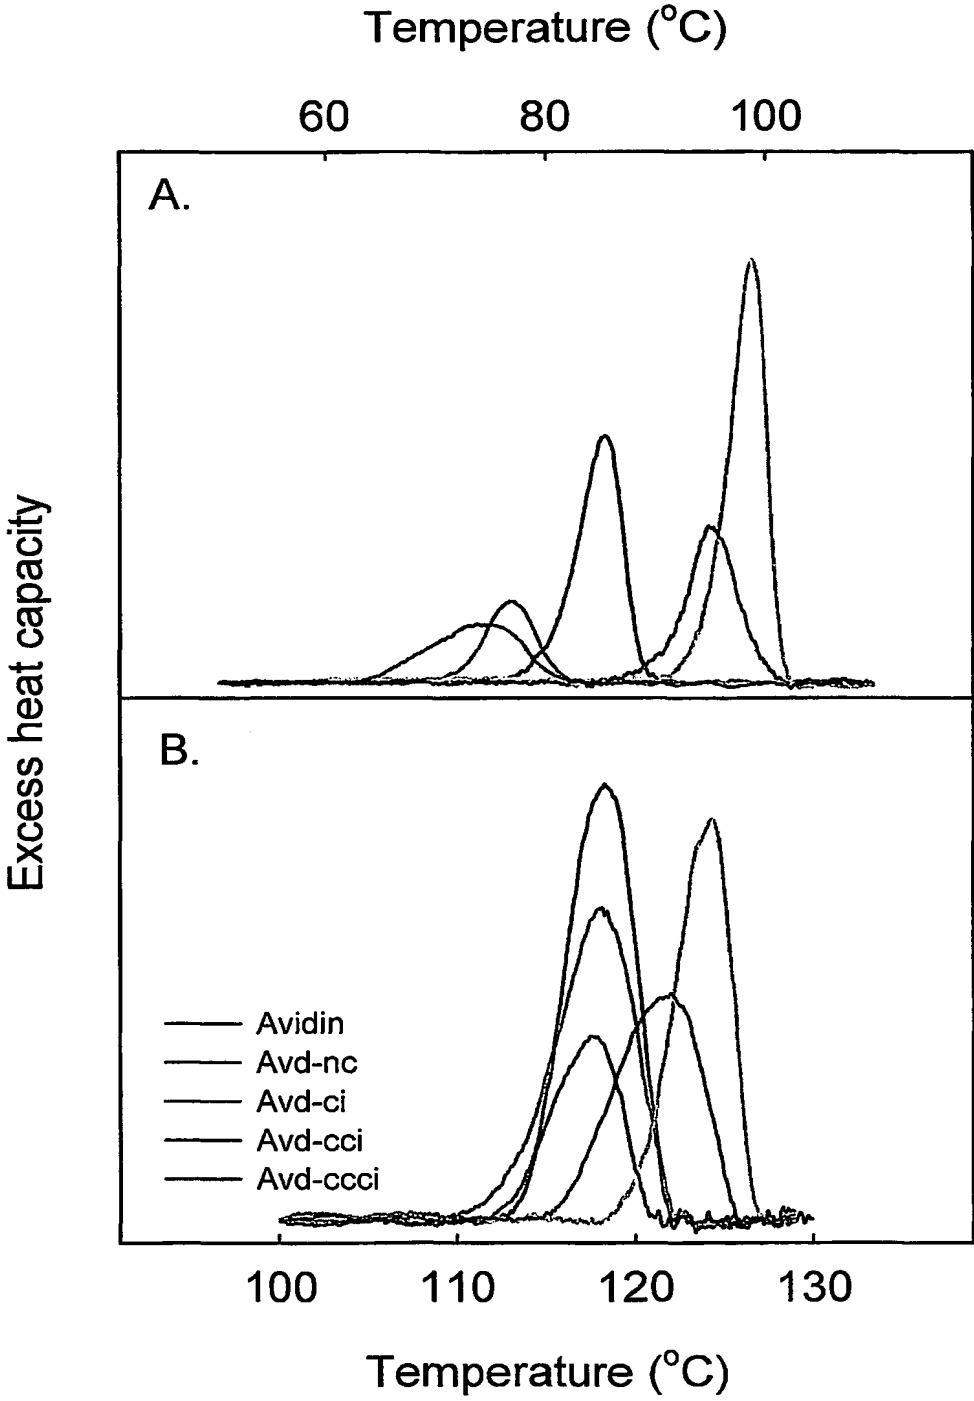 Temperature (°C)
60 80 100
A.
Excess heat capacity
B.
Avidin
Avd-nc
Avd-ci
Avd-cci
Avd-ccci
100 110 120 130
Temperature (°C)